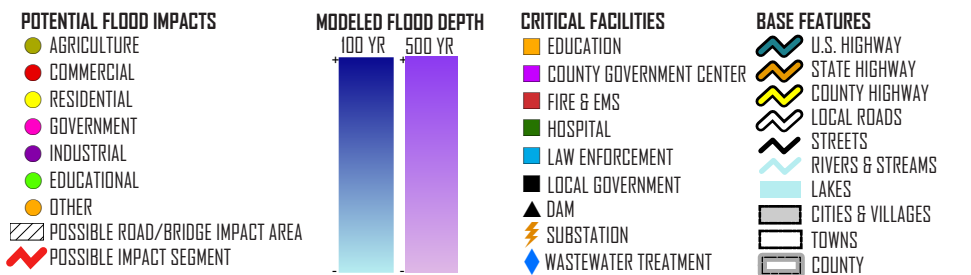 POTENTIAL FLOOD IMPACTS
AGRICULTURE
COMMERCIAL
RESIDENTIAL
GOVERNMENT
INDUSTRIAL
EDUCATIONAL
OTHER
POSSIBLE ROAD/BRIDGE IMPACT AREA
POSSIBLE IMPACT SEGMENT
MODELED FLOOD DEPTH
100 YR 500 YR
+ +
- -
CRITICAL FACILITIES
EDUCATION
COUNTY GOVERNMENT CENTER
FIRE & EMS
HOSPITAL
LAW ENFORCEMENT
LOCAL GOVERNMENT
DAM
SUBSTATION
WASTEWATER TREATMENT
BASE FEATURES
U.S. HIGHWAY
STATE HIGHWAY
COUNTY HIGHWAY
LOCAL ROADS
STREETS
RIVERS & STREAMS
LAKES
CITIES & VILLAGES
TOWNS
COUNTY